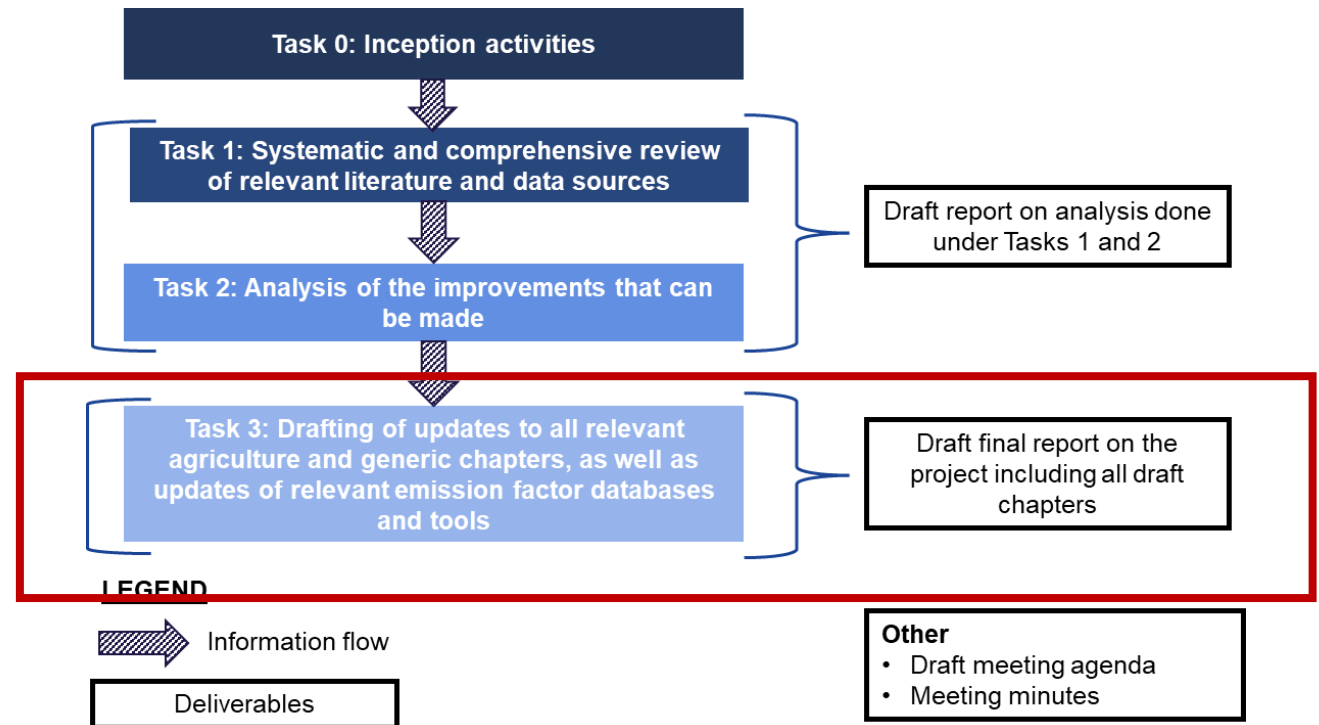 Task 0: Inception activities
Task 1: Systematic and comprehensive review
of relevant literature and data sources
Draft report on analysis done
under Tasks 1 and 2
Task 2: Analysis of the improvements that can
be made
Task 3: Drafting of updates to all relevant
agriculture and generic chapters, as well as
updates of relevant emission factor databases
and tools
Draft final report on the
project including all draft
chapters
LEGEND
Information flow
Deliverables
Other
• Draft meeting agenda
• Meeting minutes